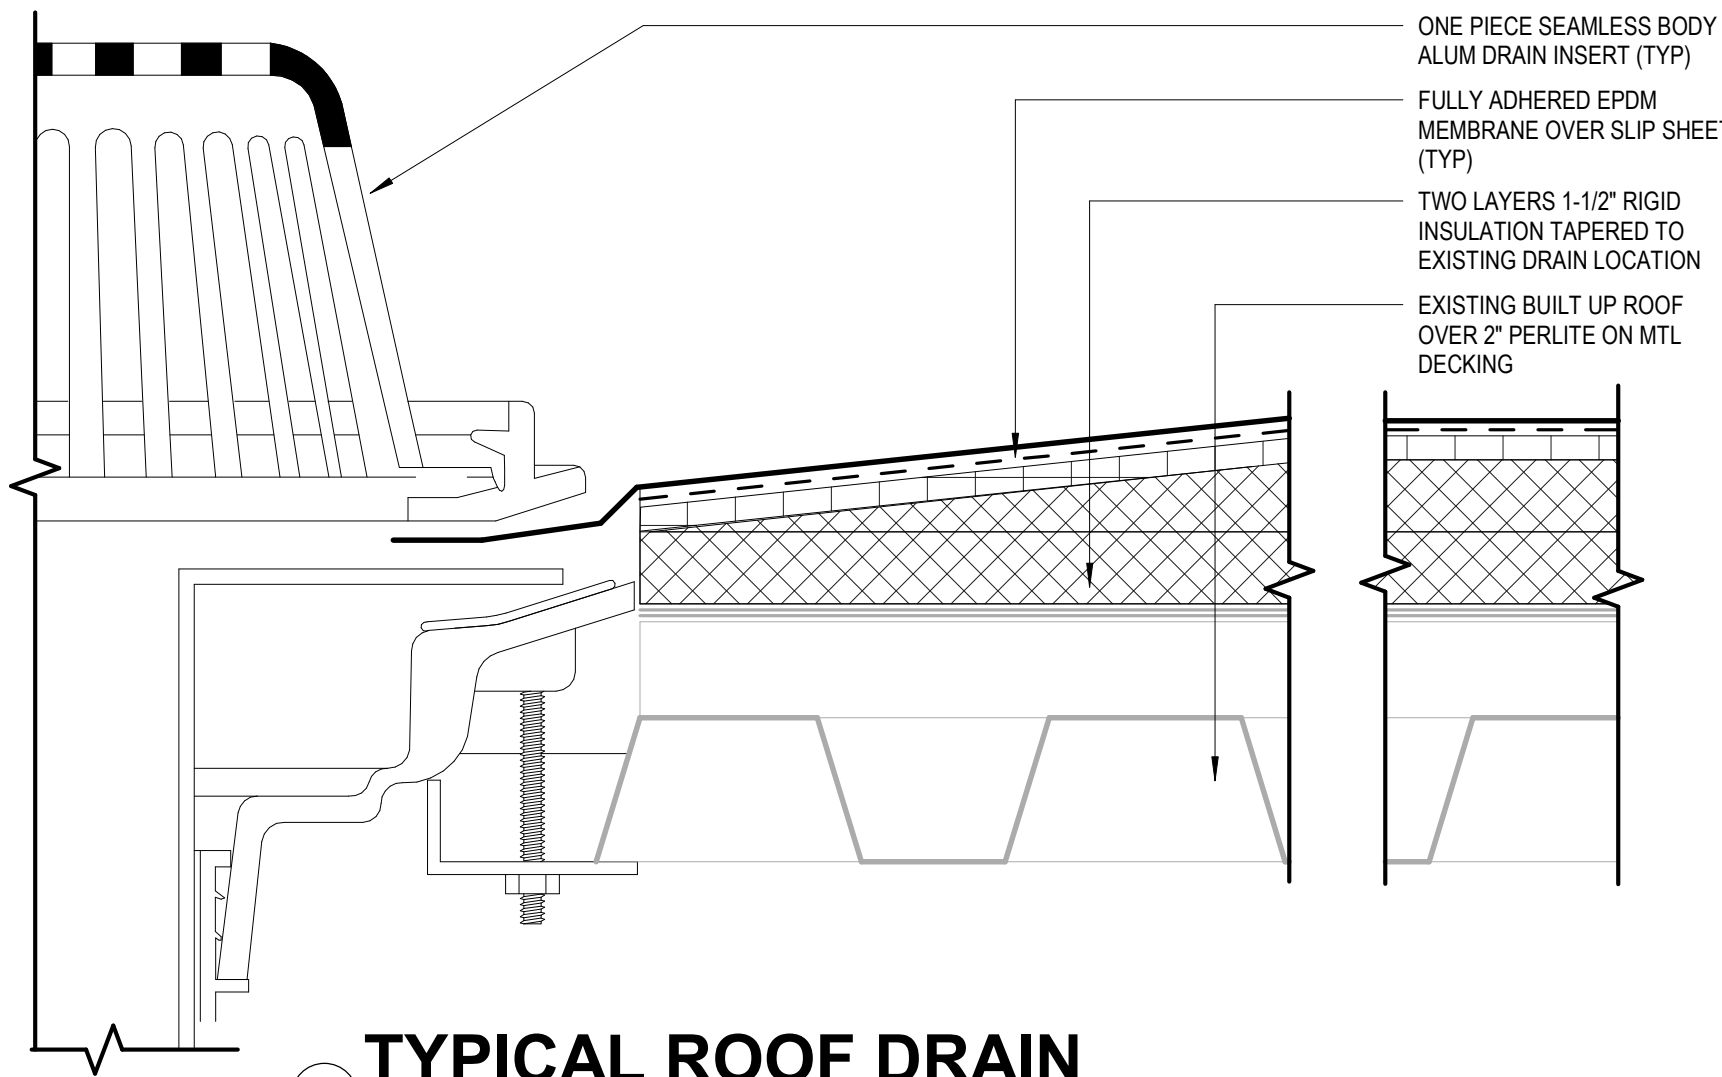 ONE PIECE SEAMLESS BODY
ALUM DRAIN INSERT (TYP)
FULLY ADHERED EPDM
MEMBRANE OVER SLIP SHEET
(TYP)
TWO LAYERS 1-1/2" RIGID
INSULATION TAPERED TO
EXISTING DRAIN LOCATION
EXISTING BUILT UP ROOF
OVER 2" PERLITE ON MTL
DECKING
TYPICAL ROOF DRAIN